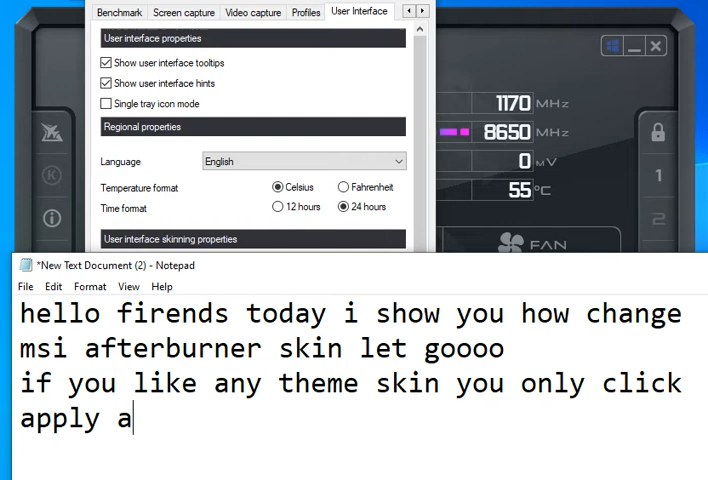 Benchmark Screen capture Video capture Profiles User Interface
User interface properties
Show user interface tooltips
Show user interface hints
Single tray icon mode
Regional properties
Language English
Temperature format Celsius Fahrenheit
Time format 12 hours 24 hours
User interface skinning properties
1170 MHz
8650 MHz
0 mV
55 °C
K
i
1
2
FAN
*New Text Document (2) - Notepad
File Edit Format View Help
hello firends today i show you how change
msi afterburner skin let goooo
if you like any theme skin you only click
apply a